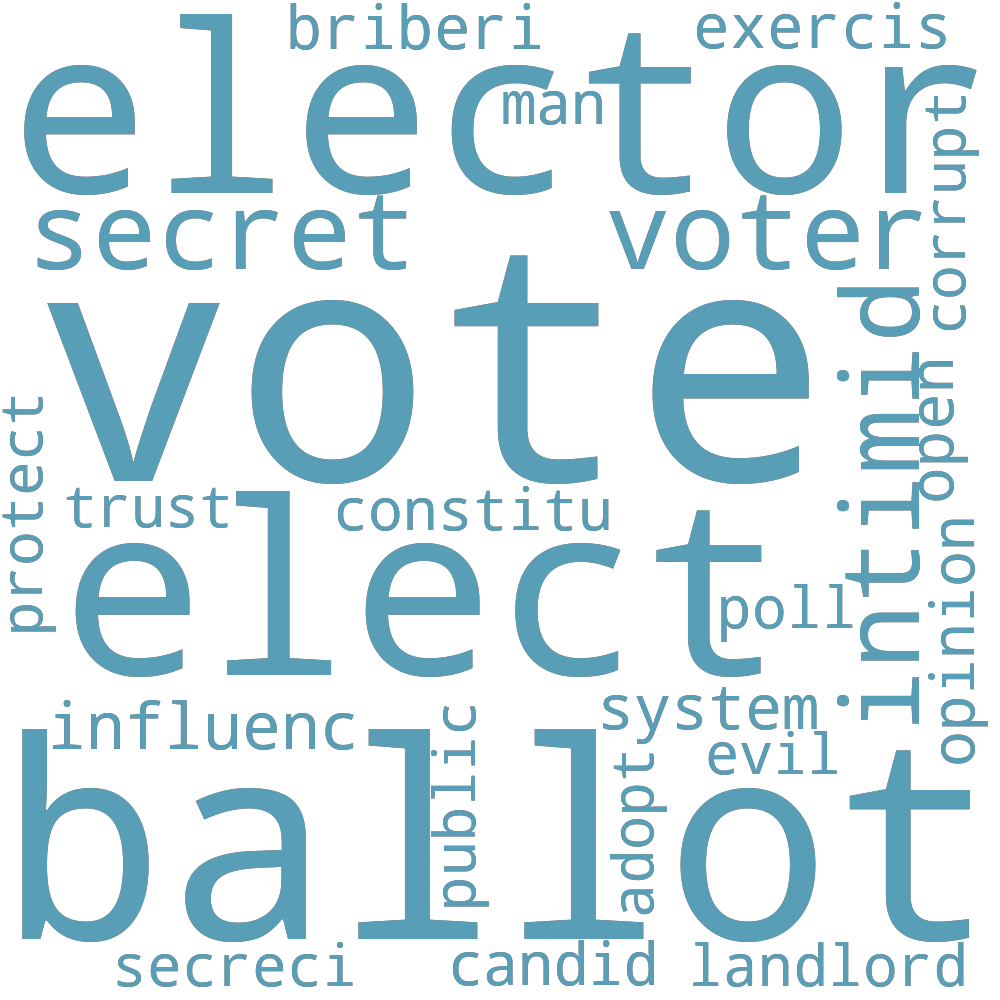 briberi
exercis
elector
man
corrupt
secret
voter
vote
intimid
open
protect
trust
constitu
elect
poll
opinion
influenc
system
public
evil
adopt
ballot
secreci
candid
landlord